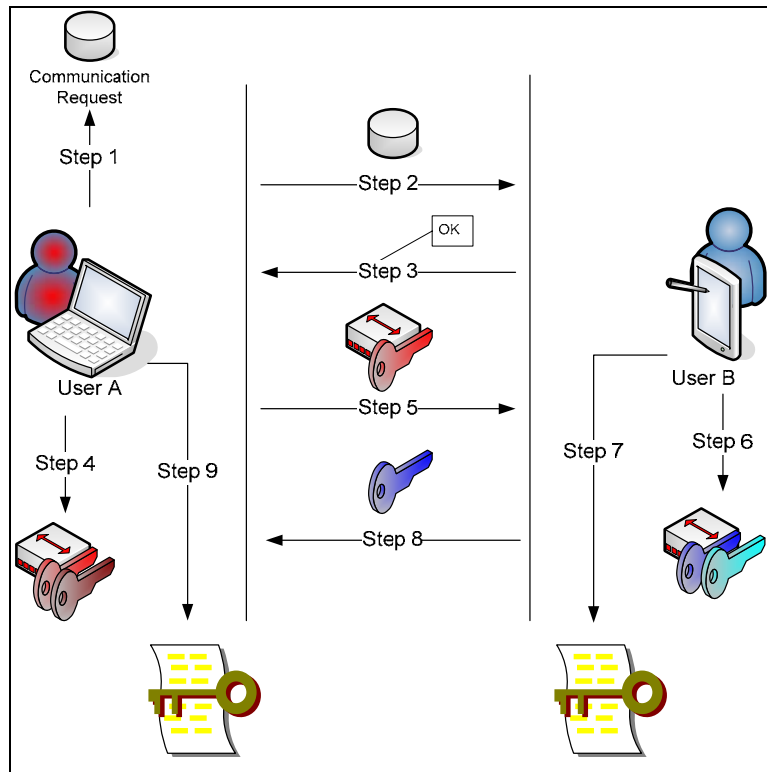 Communication
Request
Step 1
Step 2
OK
Step 3
User A
User B
Step 5
Step 4
Step 9
Step 7
Step 6
Step 8